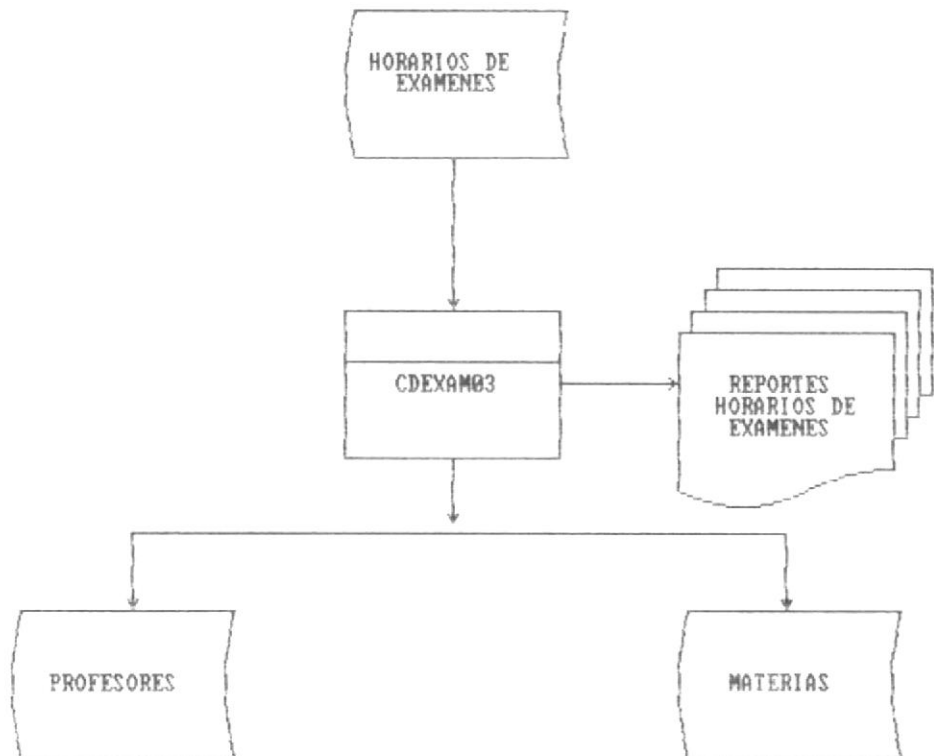 HORARIOS DE
EXAMENES
CDEXAM03
REPORTES
HORARIOS DE
EXAMENES
PROFESORES
MATERIAS